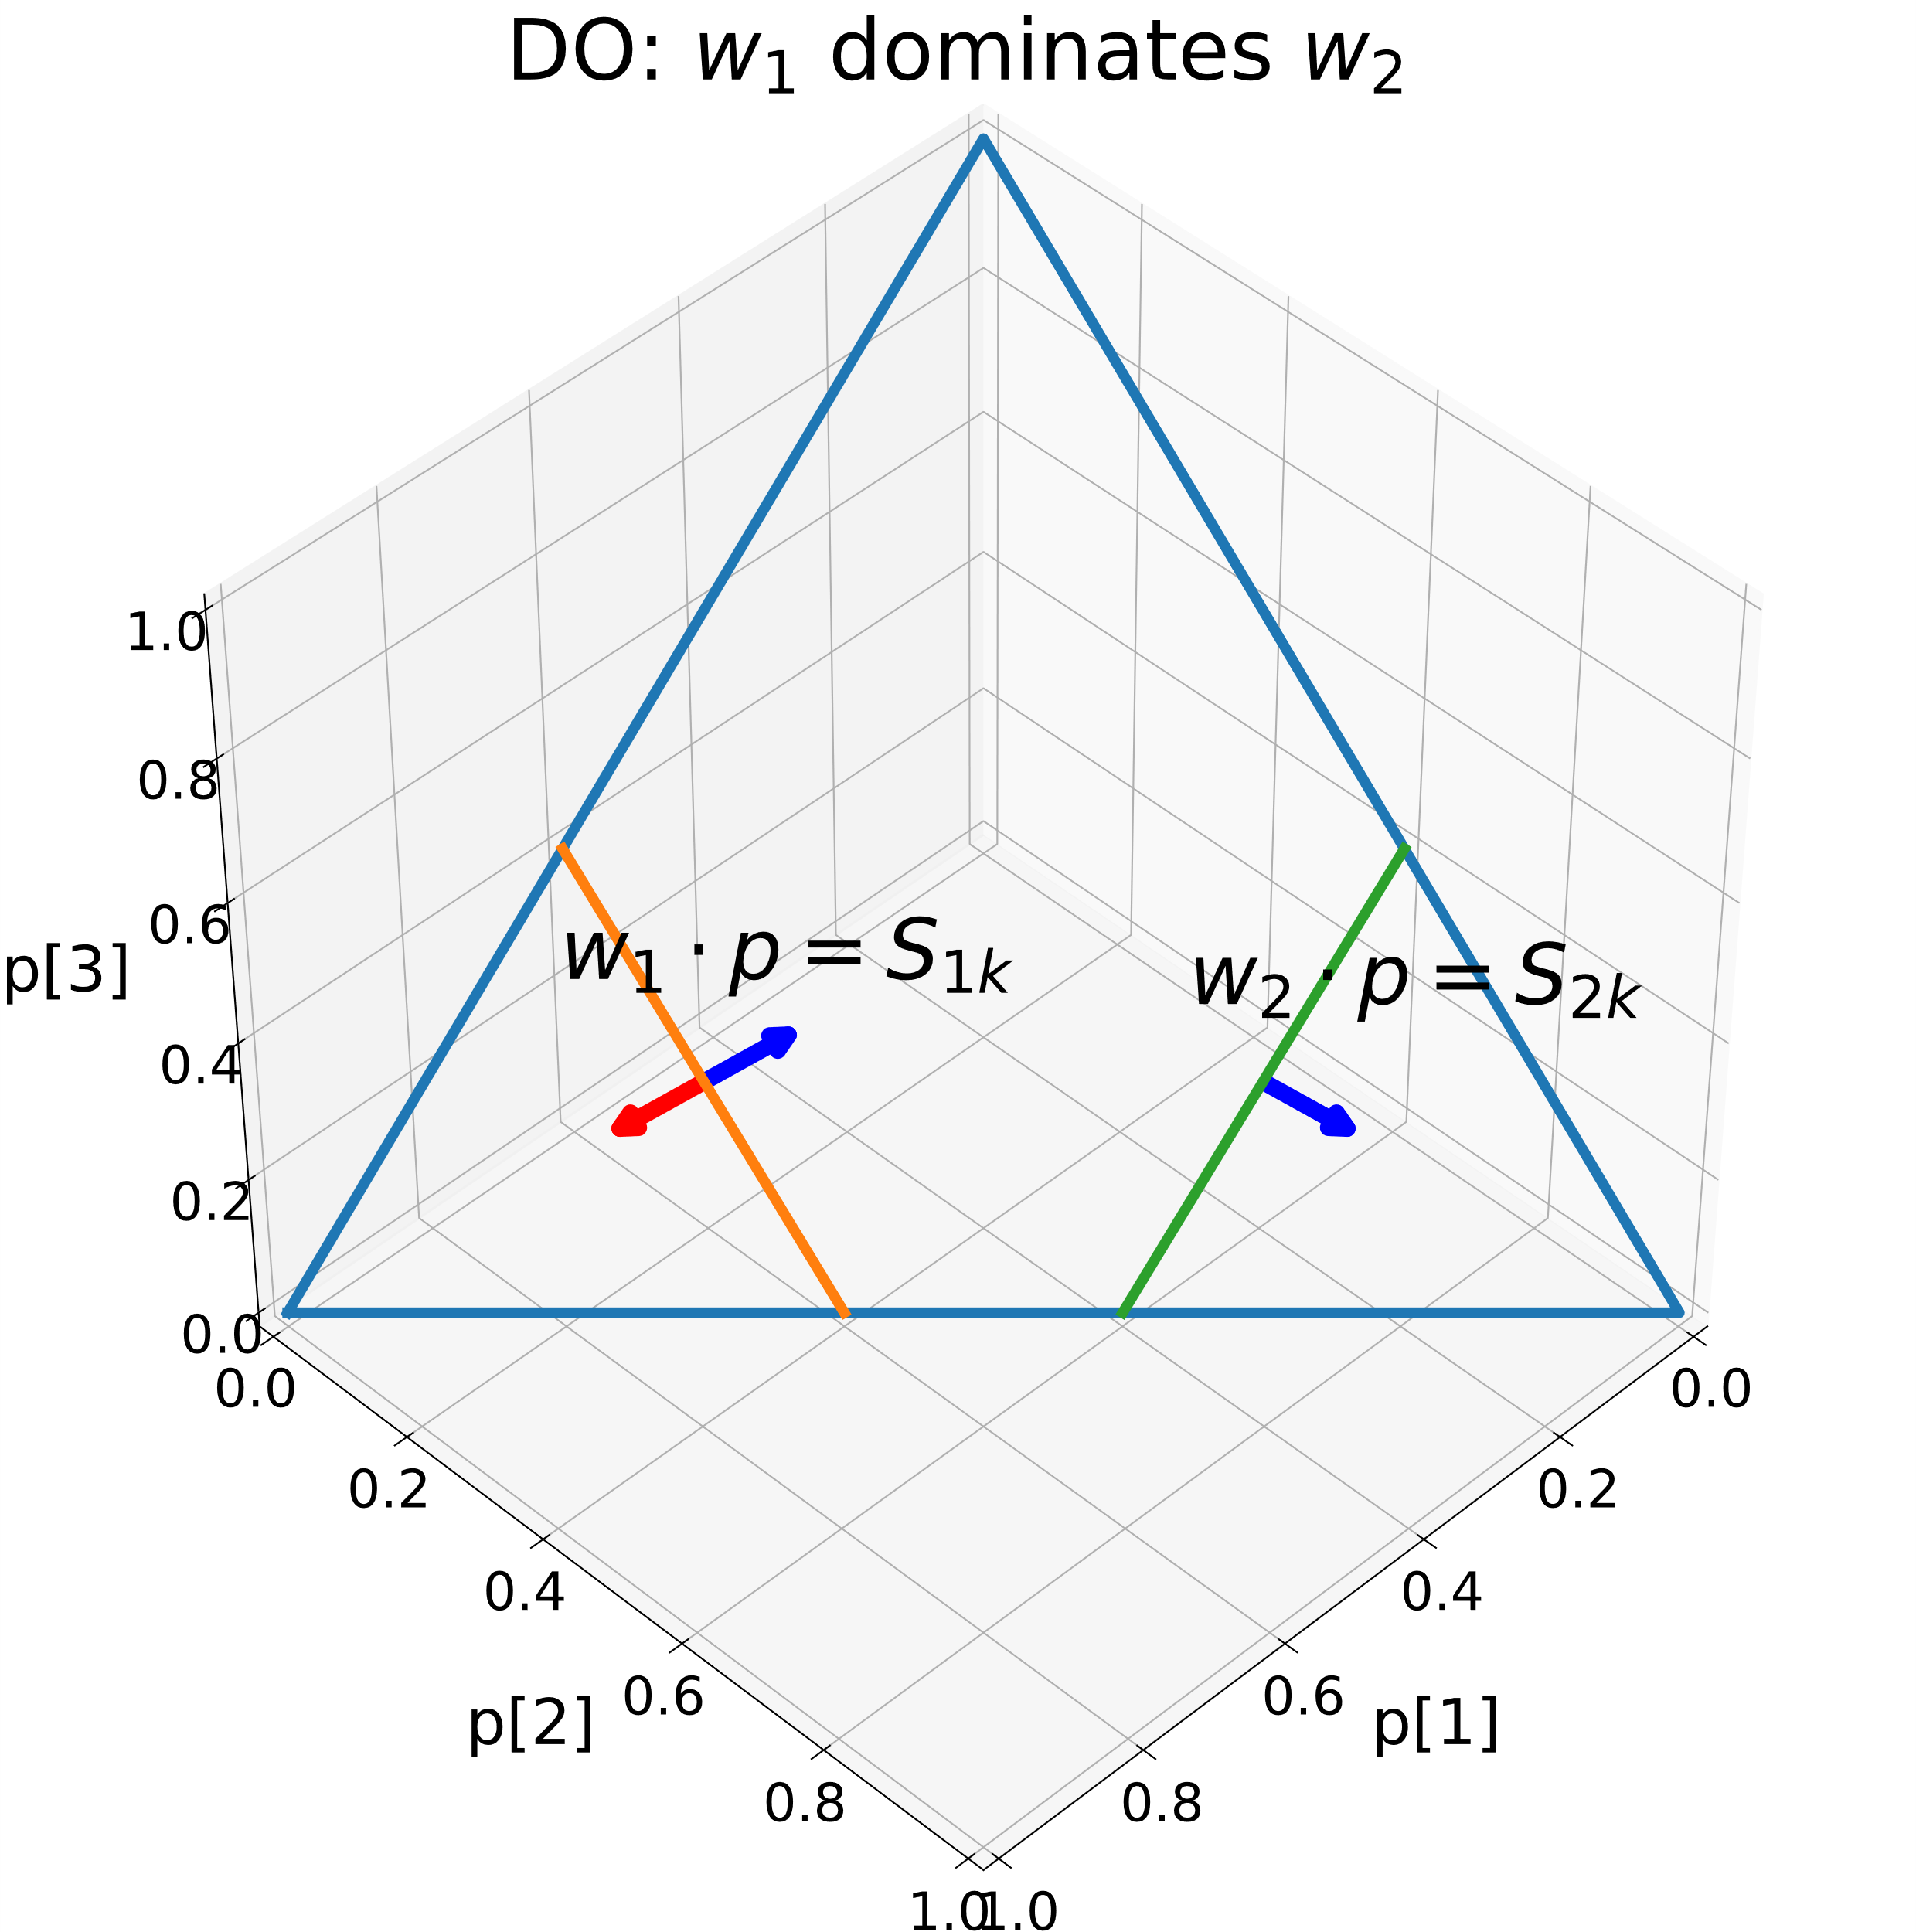 DO: w₁ dominates w₂
1.0
0.8
0.6
w₁ · p = S₁ₖ
w₂ · p = S₂ₖ
p[3]
0.4
0.2
0.0
0.0 0.0
0.2 0.2
0.4 0.4
0.6 0.6
p[2] p[1]
0.8 0.8
1.0 1.0